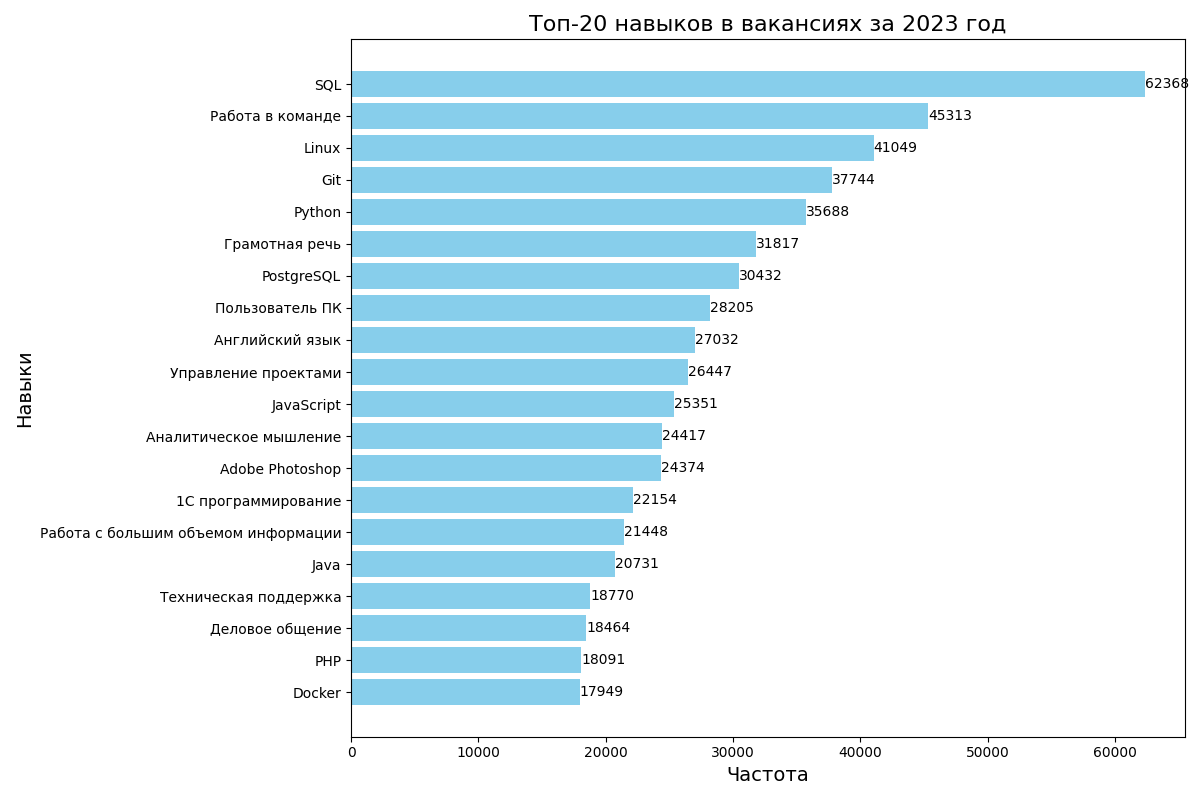 Топ-20 навыков в вакансиях за 2023 год
Навыки
SQL 62368
Работа в команде 45313
Linux 41049
Git 37744
Python 35688
Грамотная речь 31817
PostgreSQL 30432
Пользователь ПК 28205
Английский язык 27032
Управление проектами 26447
JavaScript 25351
Аналитическое мышление 24417
Adobe Photoshop 24374
1С программирование 22154
Работа с большим объемом информации 21448
Java 20731
Техническая поддержка 18770
Деловое общение 18464
PHP 18091
Docker 17949
0 10000 20000 30000 40000 50000 60000
Частота